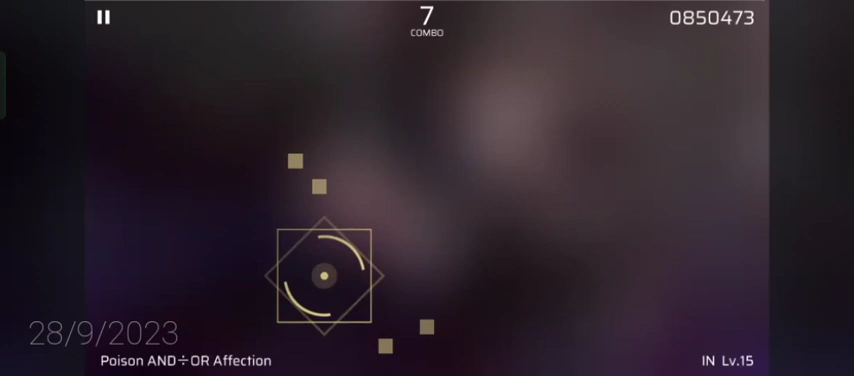 7
COMBO
0850473
28/9/2023
Poison AND÷OR Affection
IN Lv.15